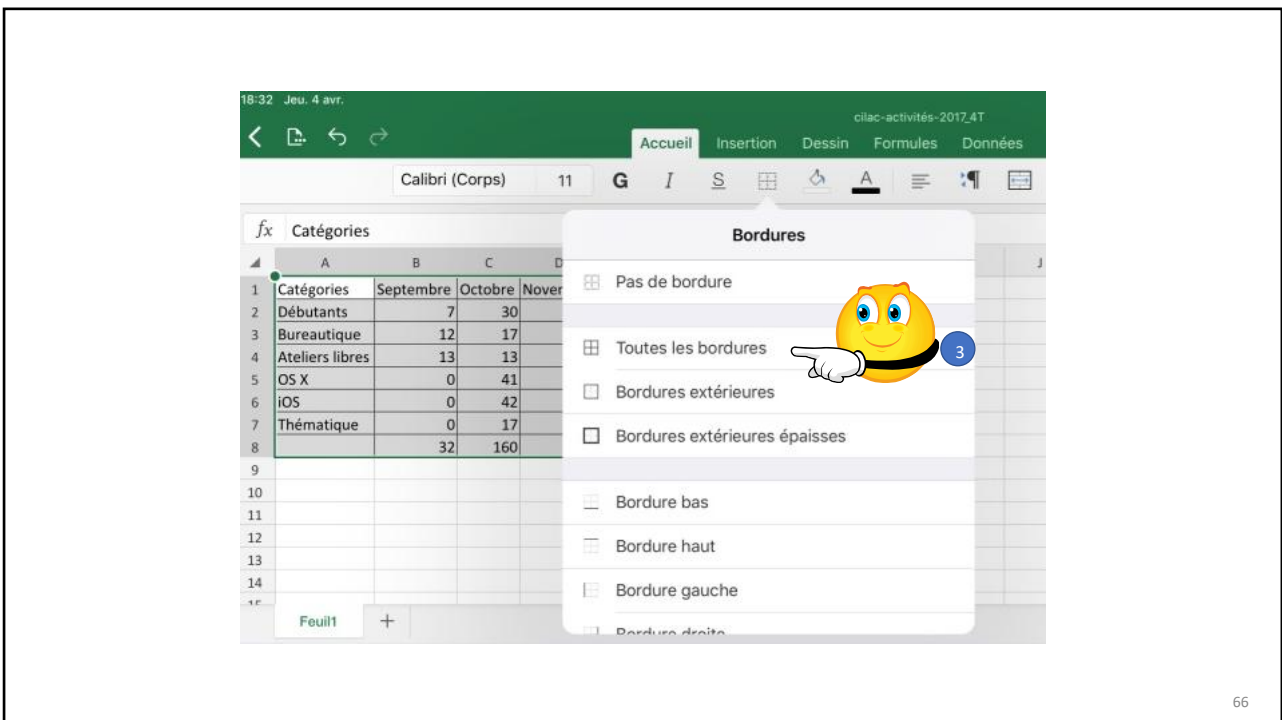 18:32 Jeu. 4 avr.
cilac-activités-2017_4T
Accueil Insertion Dessin Formules Données
Calibri (Corps) 11 G I S A
fx Catégories
Bordures
A B C D J
1 Catégories Septembre Octobre Nover
2 Débutants 7 30
3 Bureautique 12 17
4 Ateliers libres 13 13
5 OS X 0 41
6 iOS 0 42
7 Thématique 0 17
8 32 160
9
10
11
12
13
14
15
Pas de bordure
Toutes les bordures 3
Bordures extérieures
Bordures extérieures épaisses
Bordure bas
Bordure haut
Bordure gauche
Bordure droite
Feuil1 +
66